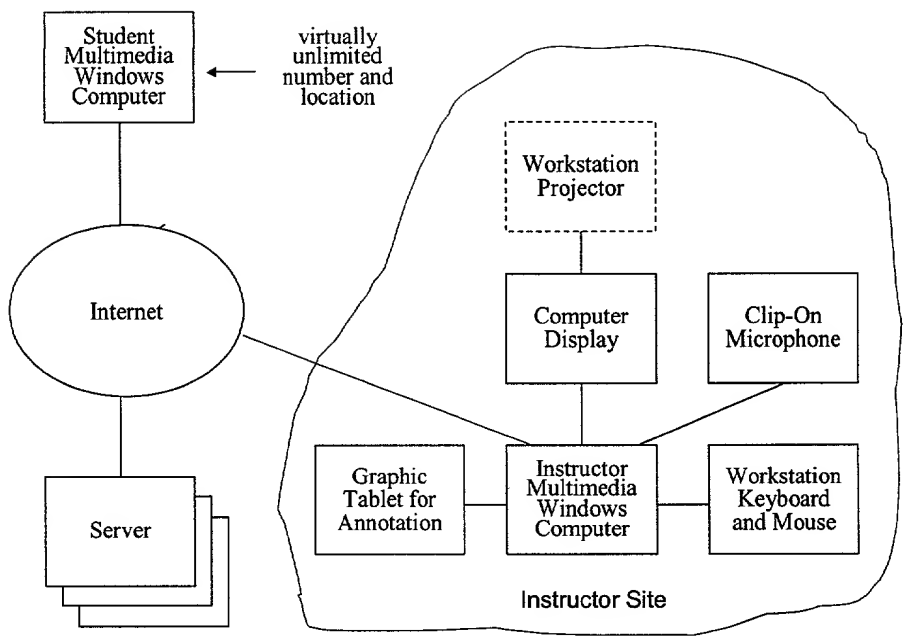 Student
Multimedia
Windows
Computer
virtually
unlimited
number and
location
Workstation
Projector
Internet
Computer
Display
Clip-On
Microphone
Graphic
Tablet for
Annotation
Instructor
Multimedia
Windows
Computer
Workstation
Keyboard
and Mouse
Server
Instructor Site